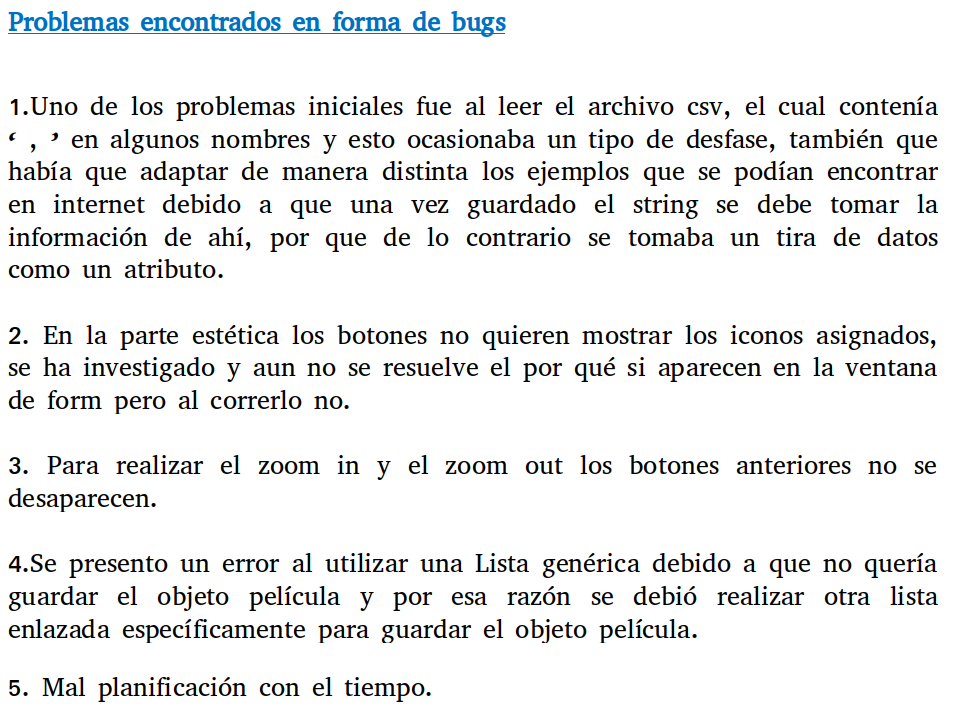 Problemas encontrados en forma de bugs
1.Uno de los problemas iniciales fue al leer el archivo csv, el cual contenía
‘ , ’ en algunos nombres y esto ocasionaba un tipo de desfase, también que
había que adaptar de manera distinta los ejemplos que se podían encontrar
en internet debido a que una vez guardado el string se debe tomar la
información de ahí, por que de lo contrario se tomaba un tira de datos
como un atributo.
2. En la parte estética los botones no quieren mostrar los iconos asignados,
se ha investigado y aun no se resuelve el por qué si aparecen en la ventana
de form pero al correrlo no.
3. Para realizar el zoom in y el zoom out los botones anteriores no se
desaparecen.
4.Se presento un error al utilizar una Lista genérica debido a que no quería
guardar el objeto película y por esa razón se debió realizar otra lista
enlazada específicamente para guardar el objeto película.
5. Mal planificación con el tiempo.